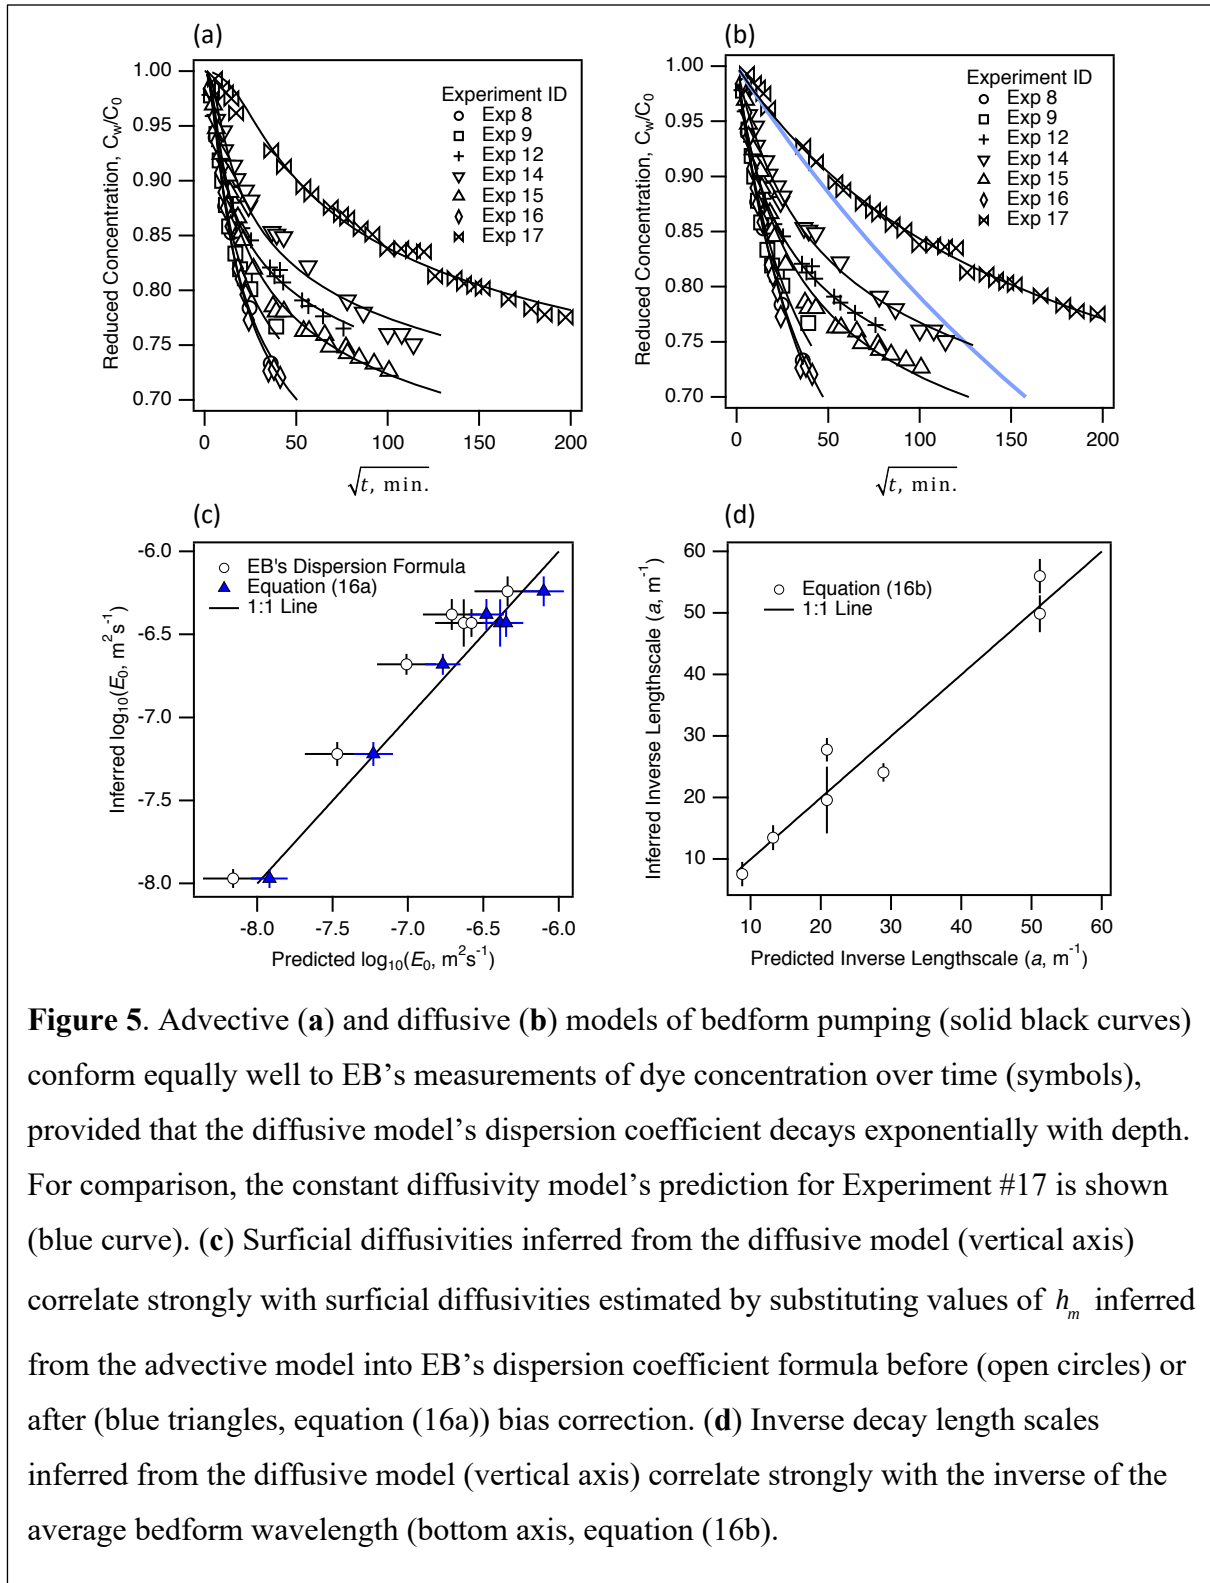 (a)
Reduced Concentration, Cw/C0
1.00
0.95
0.90
0.85
0.80
0.75
0.70
Experiment ID
Exp 8
Exp 9
Exp 12
Exp 14
Exp 15
Exp 16
Exp 17
0 50 100 150 200
√t, min.
(b)
Reduced Concentration, Cw/C0
1.00
0.95
0.90
0.85
0.80
0.75
0.70
Experiment ID
Exp 8
Exp 9
Exp 12
Exp 14
Exp 15
Exp 16
Exp 17
0 50 100 150 200
√t, min.
(c)
Inferred log10(E0, m2s-1)
-6.0
-6.5
-7.0
-7.5
-8.0
EB's Dispersion Formula
Equation (16a)
1:1 Line
-8.0 -7.5 -7.0 -6.5 -6.0
Predicted log10(E0, m2s-1)
(d)
Inferred Inverse Lengthscale (a, m-1)
60
50
40
30
20
10
Equation (16b)
1:1 Line
10 20 30 40 50 60
Predicted Inverse Lengthscale (a, m-1)
Figure 5. Advective (a) and diffusive (b) models of bedform pumping (solid black curves)
conform equally well to EB's measurements of dye concentration over time (symbols),
provided that the diffusive model's dispersion coefficient decays exponentially with depth.
For comparison, the constant diffusivity model's prediction for Experiment #17 is shown
(blue curve). (c) Surficial diffusivities inferred from the diffusive model (vertical axis)
correlate strongly with surficial diffusivities estimated by substituting values of hm inferred
from the advective model into EB's dispersion coefficient formula before (open circles) or
after (blue triangles, equation (16a)) bias correction. (d) Inverse decay length scales
inferred from the diffusive model (vertical axis) correlate strongly with the inverse of the
average bedform wavelength (bottom axis, equation (16b).